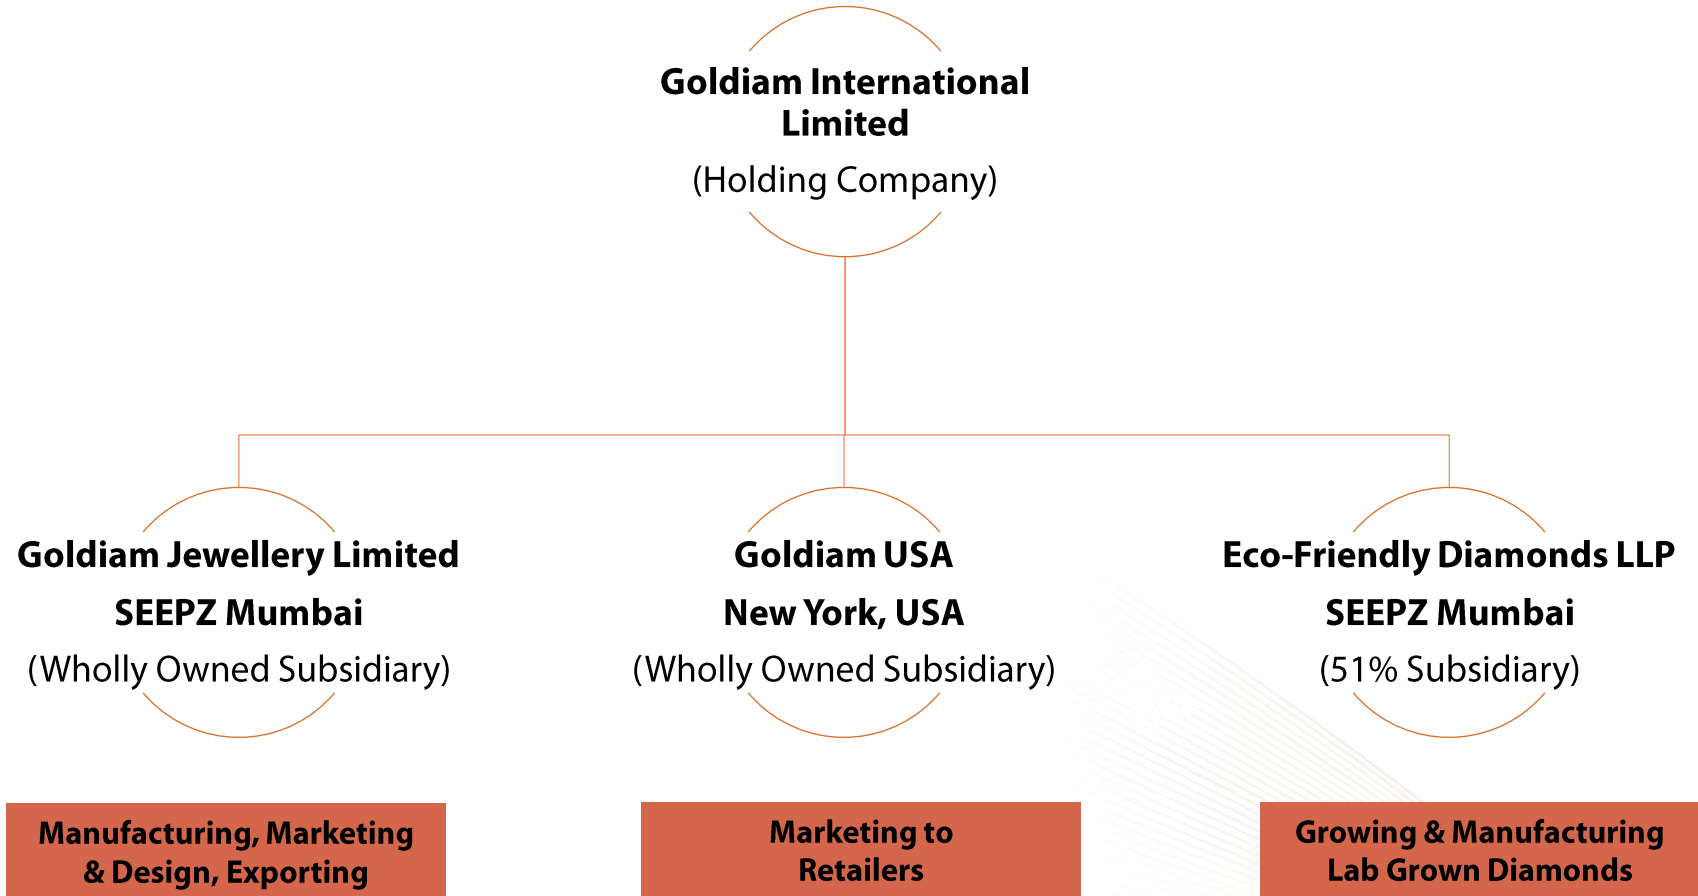 Goldiam International
Limited
(Holding Company)
Goldiam Jewellery Limited
SEEPZ Mumbai
(Wholly Owned Subsidiary)
Goldiam USA
New York, USA
(Wholly Owned Subsidiary)
Eco-Friendly Diamonds LLP
SEEPZ Mumbai
(51% Subsidiary)
Manufacturing, Marketing
& Design, Exporting
Marketing to
Retailers
Growing & Manufacturing
Lab Grown Diamonds